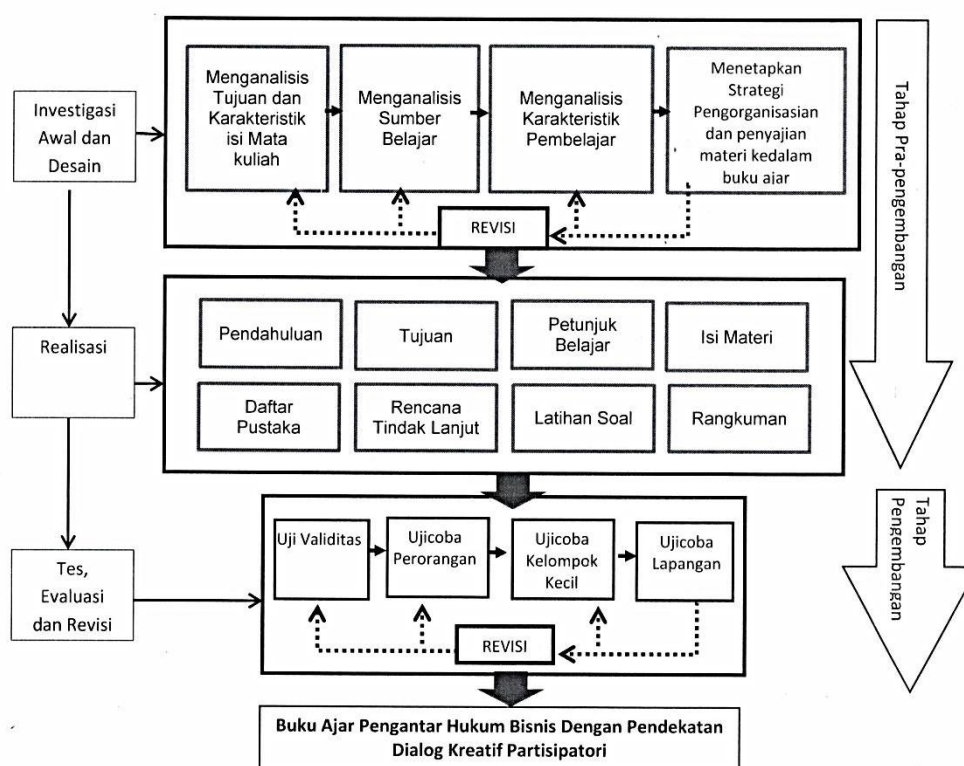 Investigasi
Awal dan
Desain
Menganalisis
Tujuan dan
Karakteristik
isi Mata
kuliah
Menganalisis
Sumber
Belajar
Menganalisis
Karakteristik
Pembelajar
Menetapkan
Strategi
Pengorganisasian
dan penyajian
materi kedalam
buku ajar
REVISI
Tahap Pra-pengembangan
Realisasi
Pendahuluan
Tujuan
Petunjuk
Belajar
Isi Materi
Daftar
Pustaka
Rencana
Tindak Lanjut
Latihan Soal
Rangkuman
Tes,
Evaluasi
dan Revisi
Uji Validitas
Ujicoba
Perorangan
Ujicoba
Kelompok
Kecil
Ujicoba
Lapangan
REVISI
Tahap
Pengembangan
Buku Ajar Pengantar Hukum Bisnis Dengan Pendekatan
Dialog Kreatif Partisipatori